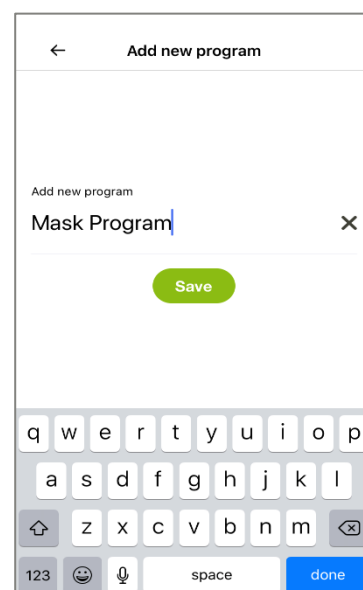 Add new program
Add new program
Mask Program
Save
q w e r t y u i o p
a s d f g h j k l
z x c v b n m
123 space done